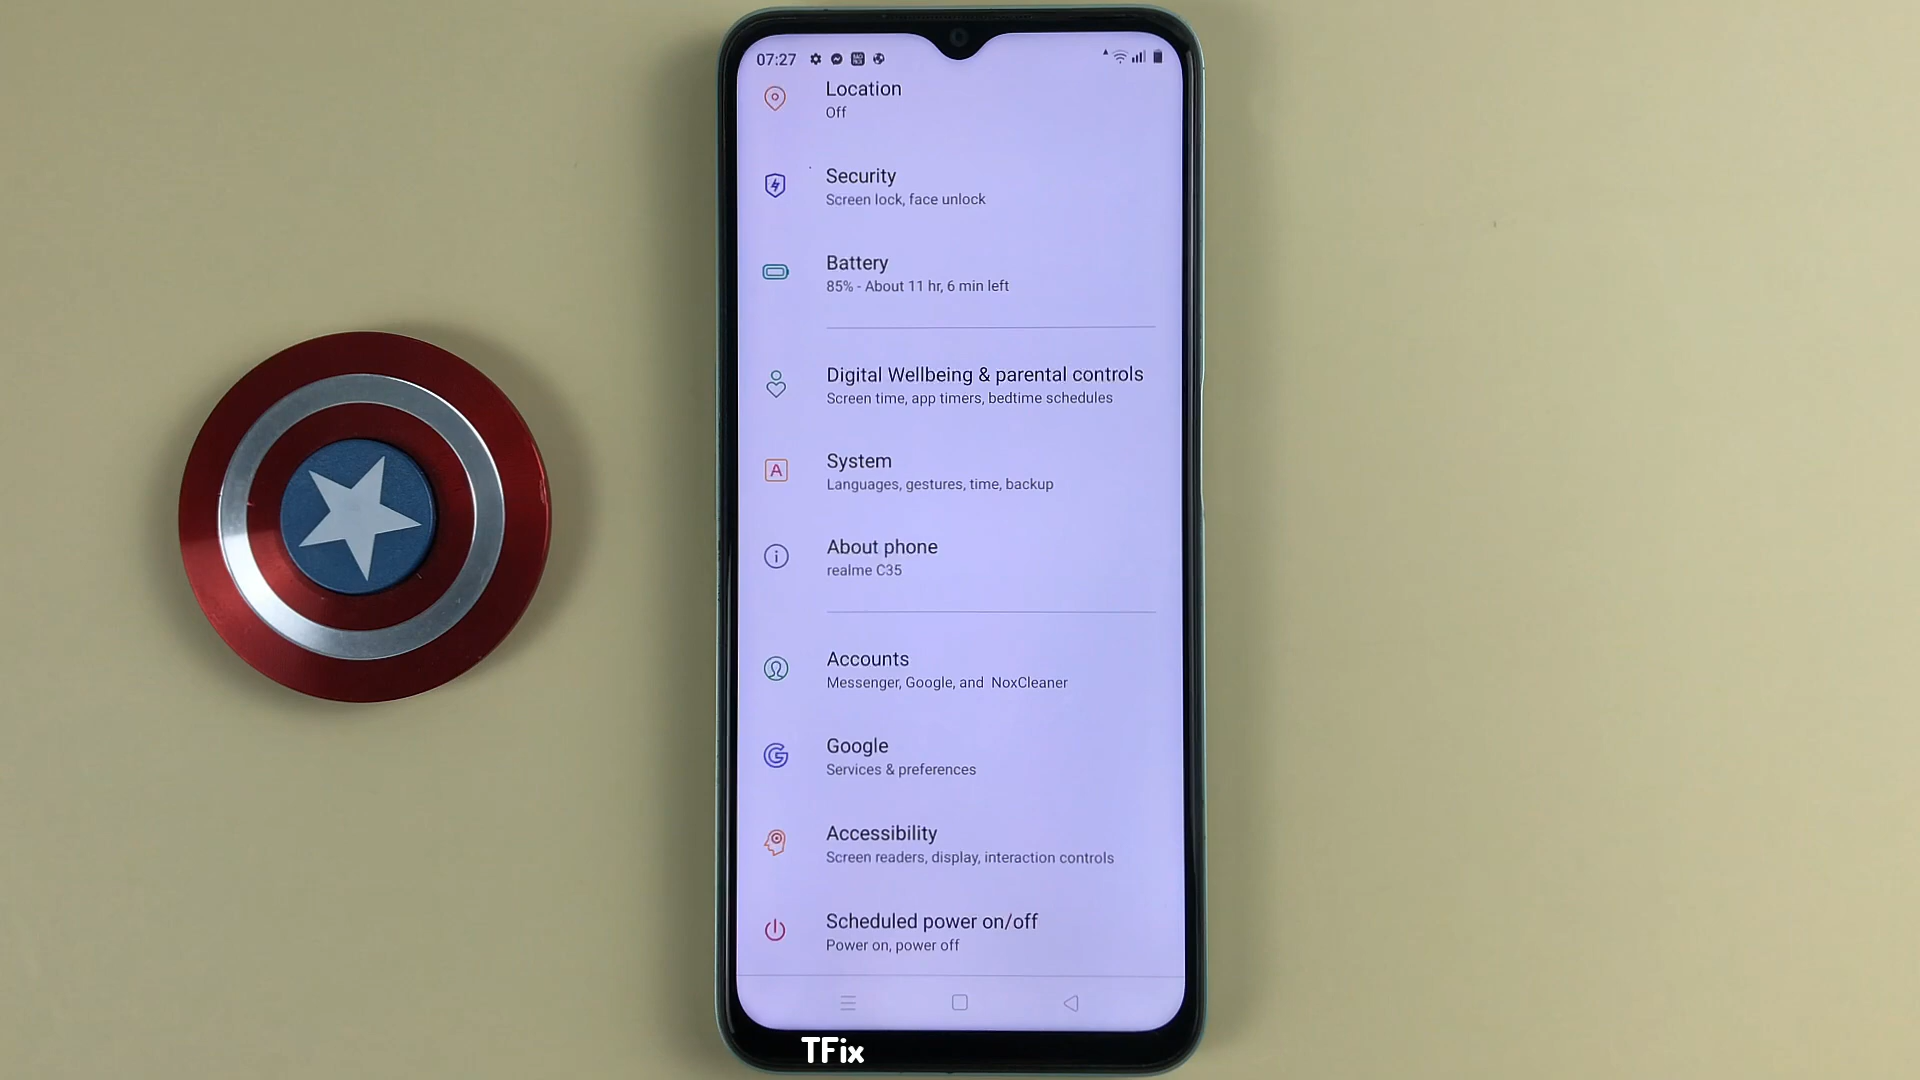 07:27
Location
Off
Security
Screen lock, face unlock
Battery
85% - About 11 hr, 6 min left
Digital Wellbeing & parental controls
Screen time, app timers, bedtime schedules
System
Languages, gestures, time, backup
About phone
realme C35
Accounts
Messenger, Google, and NoxCleaner
Google
Services & preferences
Accessibility
Screen readers, display, interaction controls
Scheduled power on/off
Power on, power off
TFix